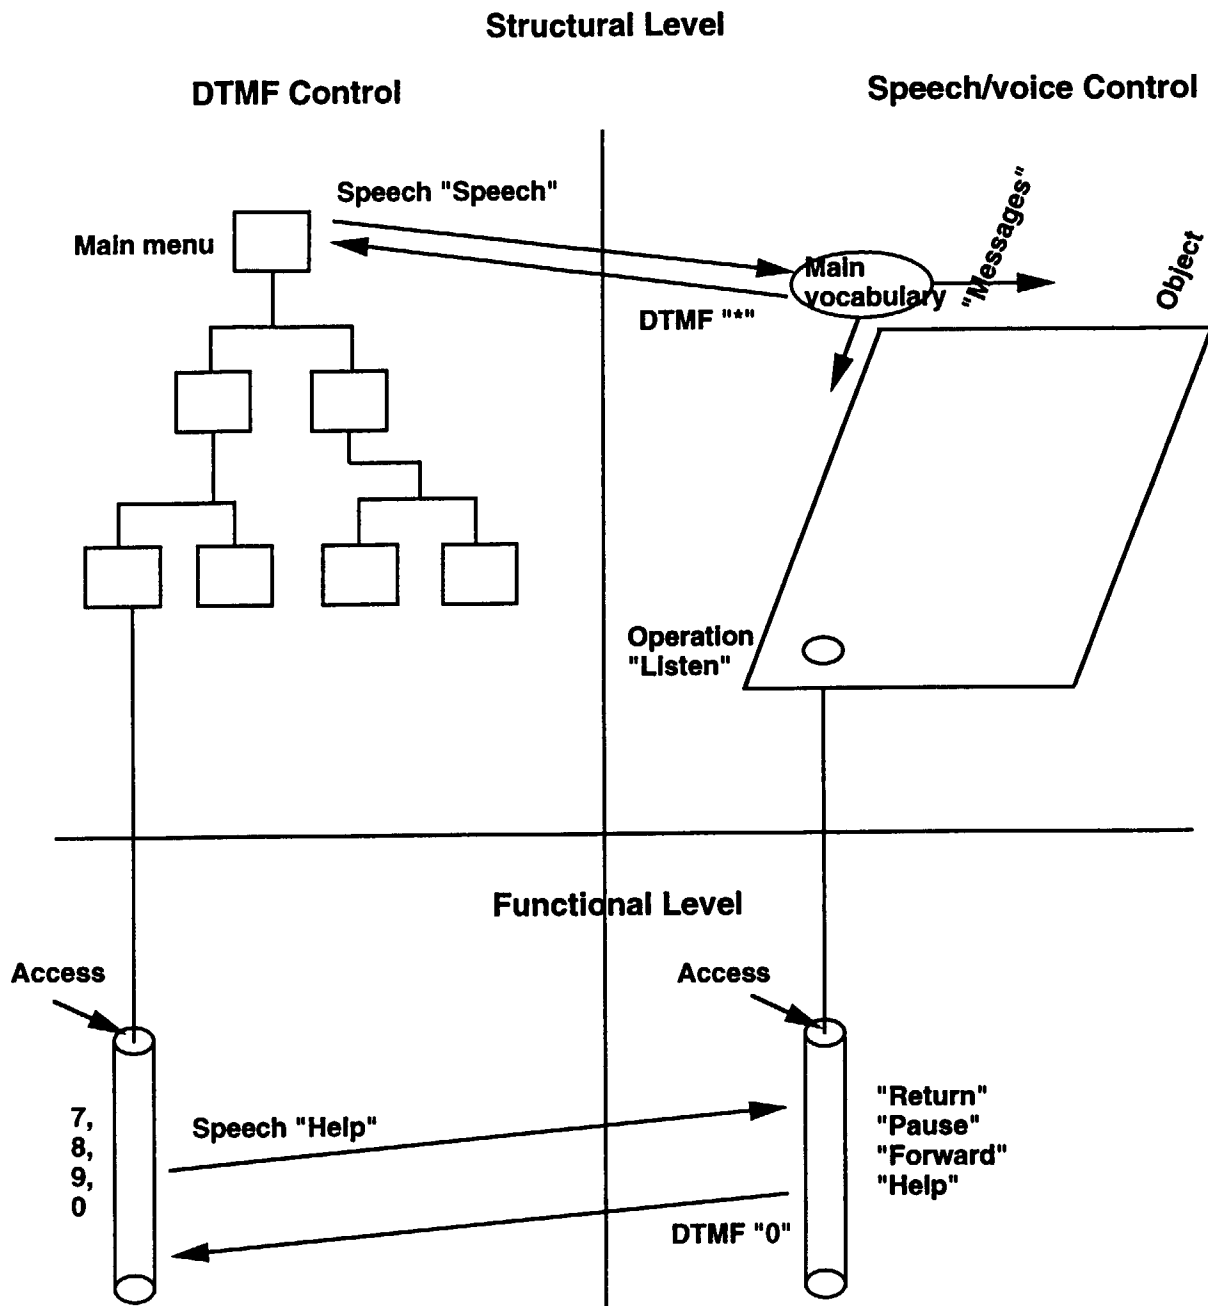 Structural Level
DTMF Control
Speech/voice Control
Speech "Speech"
Main menu
DTMF "*"
Main
vocabulary
"Messages"
Object
Operation
"Listen"
Functional Level
Access
Access
7,
8,
9,
0
Speech "Help"
DTMF "0"
"Return"
"Pause"
"Forward"
"Help"